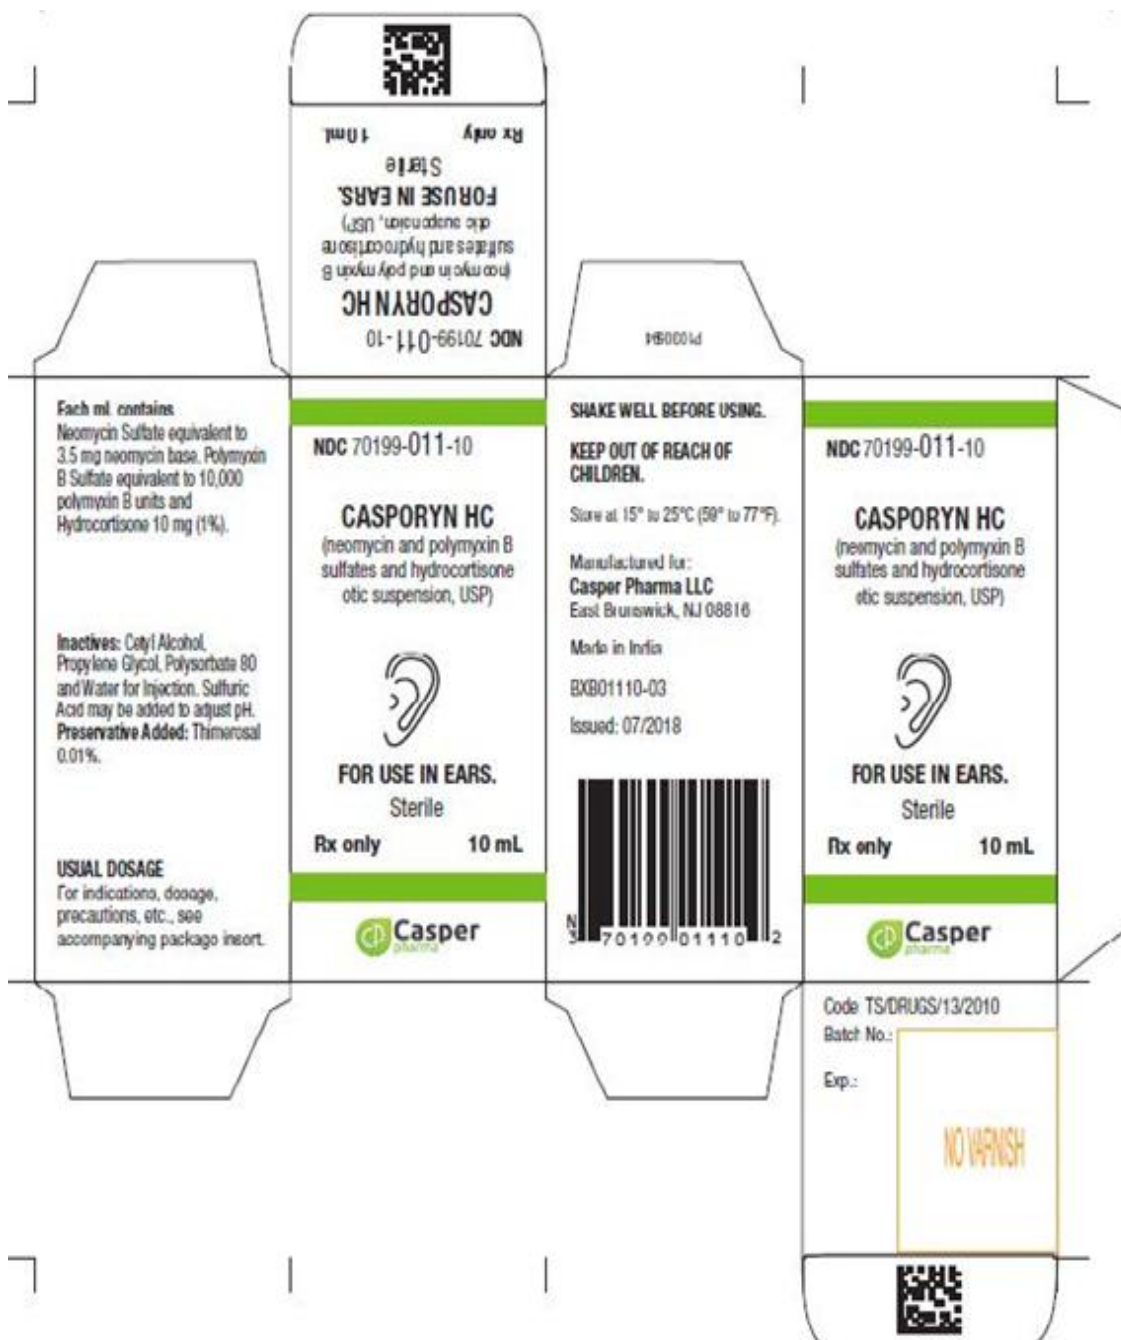 Rx only 10 mL
Sterile
FOR USE IN EARS.
otic suspension, USP)
sulfates and hydrocortisone
(neomycin and polymyxin B
CASPORYN HC
NDC 70199-011-10
Each mL contains
Neomycin Sulfate equivalent to
3.5 mg neomycin base, Polymyxin
B Sulfate equivalent to 10,000
polymyxin B units and
Hydrocortisone 10 mg (1%).
Inactives: Cetyl Alcohol,
Propylene Glycol, Polysorbate 80
and Water for Injection. Sulfuric
Acid may be added to adjust pH.
Preservative Added: Thimerosal
0.01%.
USUAL DOSAGE
For indications, dosage,
precautions, etc., see
accompanying package insert.
NDC 70199-011-10
CASPORYN HC
(neomycin and polymyxin B
sulfates and hydrocortisone
otic suspension, USP)
FOR USE IN EARS.
Sterile
Rx only 10 mL
Casper
pharma
SHAKE WELL BEFORE USING.
KEEP OUT OF REACH OF
CHILDREN.
Store at 15° to 25°C (59° to 77°F).
Manufactured for:
Casper Pharma LLC
East Brunswick, NJ 08816
Made in India
BXB01110-03
Issued: 07/2018
N
3 70199 01110 2
NDC 70199-011-10
CASPORYN HC
(neomycin and polymyxin B
sulfates and hydrocortisone
otic suspension, USP)
FOR USE IN EARS.
Sterile
Rx only 10 mL
Casper
pharma
Code TS/DRUGS/13/2010
Batch No.:
Exp.:
NO VARNISH